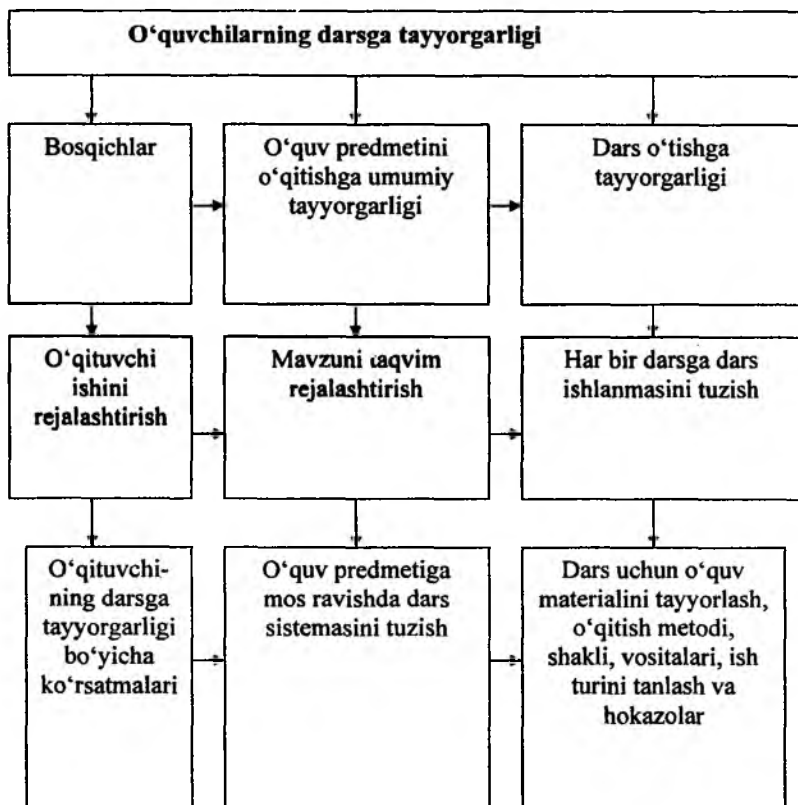 O‘quvchilarning darsga tayyorgarligi
Bosqichlar
O‘quv predmetini
o‘qitishga umumiy
tayyorgarligi
Dars o‘tishga
tayyorgarligi
O‘qituvchi
ishini
rejalashtirish
Mavzuni taqvim
rejalashtirish
Har bir darsga dars
ishlanmasini tuzish
O‘qituvchi-
ning darsga
tayyorgarligi
bo‘yicha
ko‘rsatmalari
O‘quv predmetiga
mos ravishda dars
sistemasini tuzish
Dars uchun o‘quv
materialini tayyorlash,
o‘qitish metodi,
shakli, vositalari, ish
turini tanlash va
hokazolar